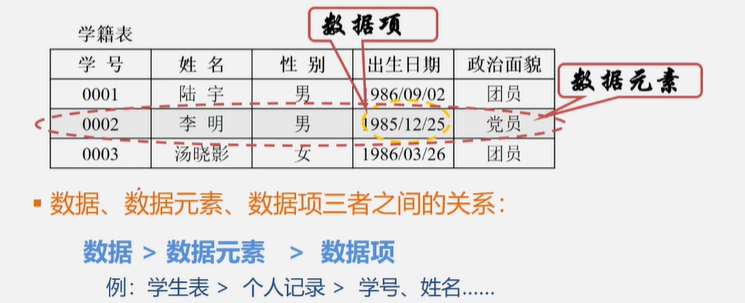 数据项
学籍表
学 号 姓 名 性 别 出生日期 政治面貌
数据元素
0001 陆 宇 男 1986/09/02 团员
0002 李 明 男 1985/12/25 党员
0003 汤晓影 女 1986/03/26 团员
▪ 数据、数据元素、数据项三者之间的关系：
数据 > 数据元素 > 数据项
例：学生表 > 个人记录 > 学号、姓名……